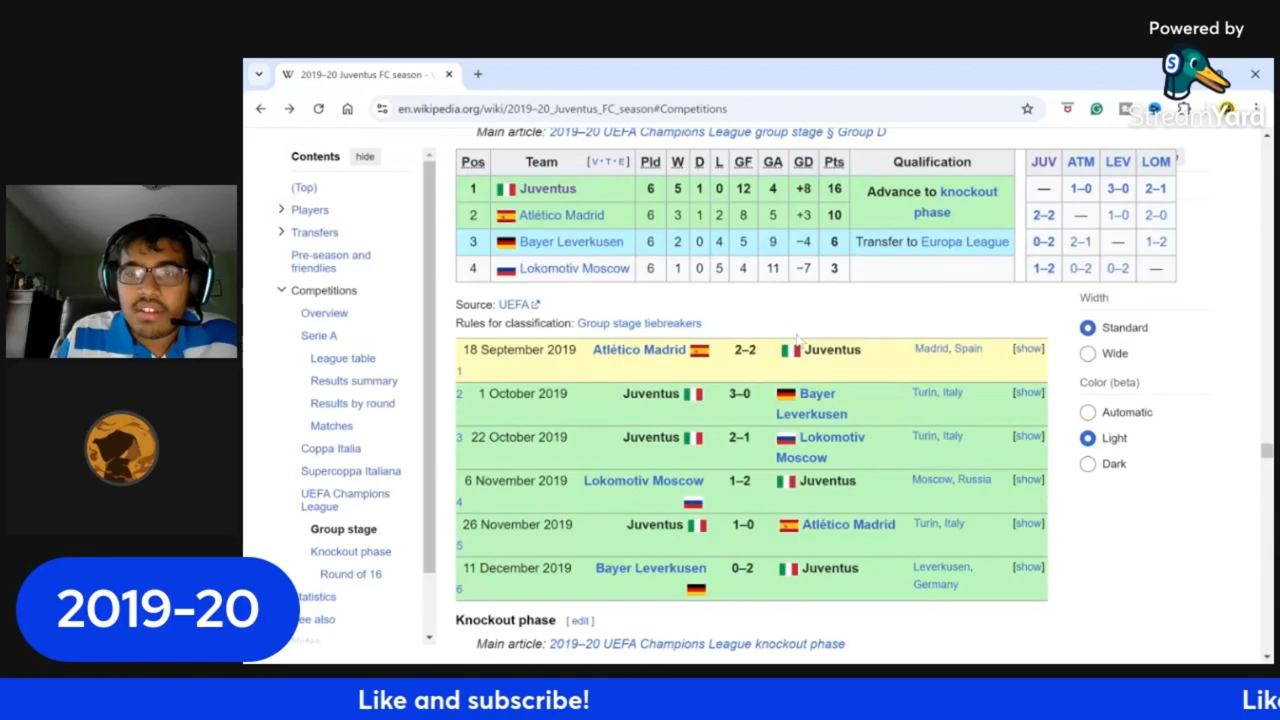 Powered by
StreamYard
2019–20 Juventus FC season -
en.wikipedia.org/wiki/2019–20_Juventus_FC_season#Competitions
Main article: 2019–20 UEFA Champions League group stage § Group D
Contents hide
(Top)
Players
Transfers
Pre-season and
friendlies
Competitions
Overview
Serie A
League table
Results summary
Results by round
Matches
Coppa Italia
Supercoppa Italiana
UEFA Champions
League
Group stage
Knockout phase
Round of 16
tatistics
ee also
Pos Team [V·T·E] Pld W D L GF GA GD Pts Qualification JUV ATM LEV LOM
1 Juventus 6 5 1 0 12 4 +8 16 Advance to knockout phase — 1–0 3–0 2–1
2 Atlético Madrid 6 3 1 2 8 5 +3 10 2–2 — 1–0 2–0
3 Bayer Leverkusen 6 2 0 4 5 9 −4 6 Transfer to Europa League 0–2 2–1 — 1–2
4 Lokomotiv Moscow 6 1 0 5 4 11 −7 3 1–2 0–2 0–2 —
Source: UEFA
Rules for classification: Group stage tiebreakers
18 September 2019 Atlético Madrid 2–2 Juventus Madrid, Spain [show]
1
2 1 October 2019 Juventus 3–0 Bayer Turin, Italy [show]
Leverkusen
3 22 October 2019 Juventus 2–1 Lokomotiv Turin, Italy [show]
Moscow
6 November 2019 Lokomotiv Moscow 1–2 Juventus Moscow, Russia [show]
4
26 November 2019 Juventus 1–0 Atlético Madrid Turin, Italy [show]
5
11 December 2019 Bayer Leverkusen 0–2 Juventus Leverkusen, [show]
6 Germany
Knockout phase [edit]
Main article: 2019–20 UEFA Champions League knockout phase
Width
Standard
Wide
Color (beta)
Automatic
Light
Dark
2019-20
Like and subscribe!
Lik